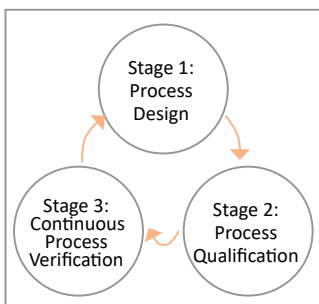 Stage 1:
Process
Design
Stage 2:
Process
Qualification
Stage 3:
Continuous
Process
Verification